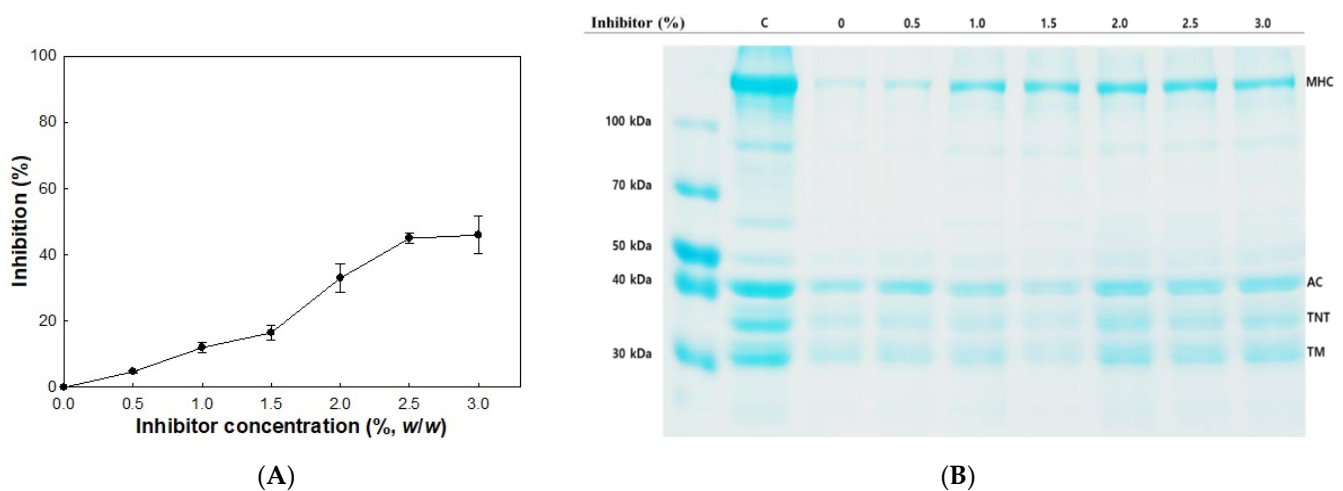 100
80
60
40
20
0
Inhibition (%)
0.0 0.5 1.0 1.5 2.0 2.5 3.0
Inhibitor concentration (%, w/w)
(A)
Inhibitor (%) C 0 0.5 1.0 1.5 2.0 2.5 3.0
MHC
100 kDa
70 kDa
50 kDa
40 kDa AC
TNT
30 kDa TM
(B)